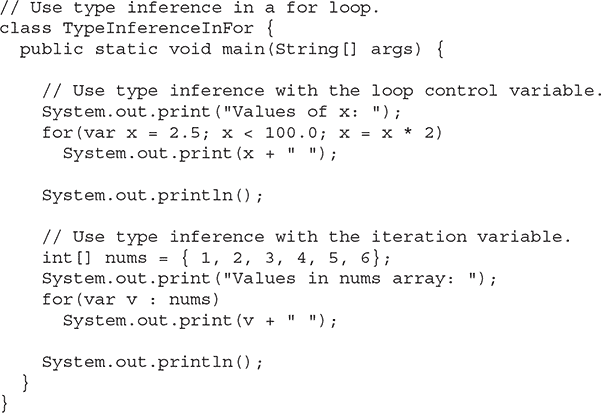 // Use type inference in a for loop.
class TypeInferenceInFor {
  public static void main(String[] args) {

    // Use type inference with the loop control variable.
    System.out.print("Values of x: ");
    for(var x = 2.5; x < 100.0; x = x * 2)
      System.out.print(x + " ");

    System.out.println();

    // Use type inference with the iteration variable.
    int[] nums = { 1, 2, 3, 4, 5, 6};
    System.out.print("Values in nums array: ");
    for(var v : nums)
      System.out.print(v + " ");

    System.out.println();
  }
}